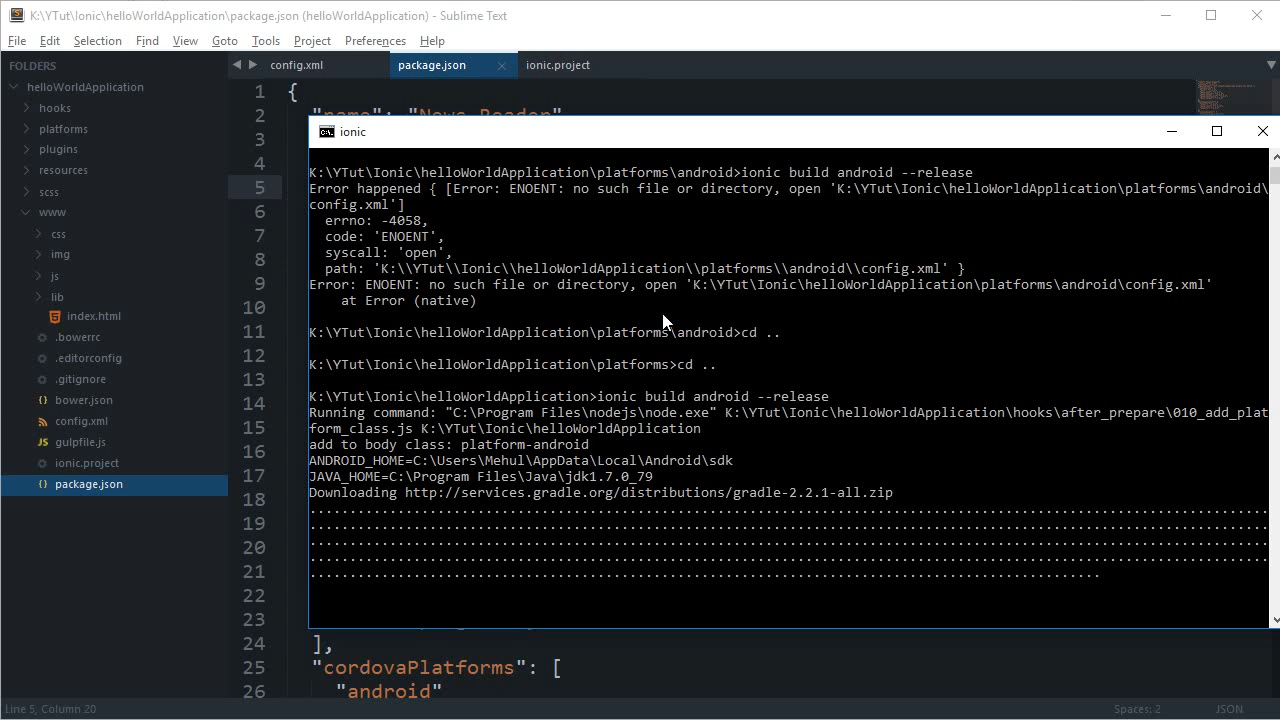 K:\YTut\Ionic\helloWorldApplication\package.json (helloWorldApplication) - Sublime Text
File Edit Selection Find View Goto Tools Project Preferences Help
FOLDERS
helloWorldApplication
hooks
platforms
plugins
resources
scss
www
css
img
js
lib
index.html
.bowerrc
.editorconfig
.gitignore
bower.json
config.xml
gulpfile.js
ionic.project
package.json
config.xml package.json ionic.project
1 {
2 "name": "News Reader"
3
4
5
6
7
8
9
10
11
12
13
14
15
16
17
18
19
20
21
22
23
24 ],
25 "cordovaPlatforms": [
26 "android"
ionic
K:\YTut\Ionic\helloWorldApplication\platforms\android>ionic build android --release
Error happened { [Error: ENOENT: no such file or directory, open 'K:\YTut\Ionic\helloWorldApplication\platforms\android\
config.xml']
errno: -4058,
code: 'ENOENT',
syscall: 'open',
path: 'K:\\YTut\\Ionic\\helloWorldApplication\\platforms\\android\\config.xml' }
Error: ENOENT: no such file or directory, open 'K:\YTut\Ionic\helloWorldApplication\platforms\android\config.xml'
at Error (native)
K:\YTut\Ionic\helloWorldApplication\platforms\android>cd ..
K:\YTut\Ionic\helloWorldApplication\platforms>cd ..
K:\YTut\Ionic\helloWorldApplication>ionic build android --release
Running command: "C:\Program Files\nodejs\node.exe" K:\YTut\Ionic\helloWorldApplication\hooks\after_prepare\010_add_plat
form_class.js K:\YTut\Ionic\helloWorldApplication
add to body class: platform-android
ANDROID_HOME=C:\Users\Mehul\AppData\Local\Android\sdk
JAVA_HOME=C:\Program Files\Java\jdk1.7.0_79
Downloading http://services.gradle.org/distributions/gradle-2.2.1-all.zip
Line 5, Column 20
Spaces: 2
JSON